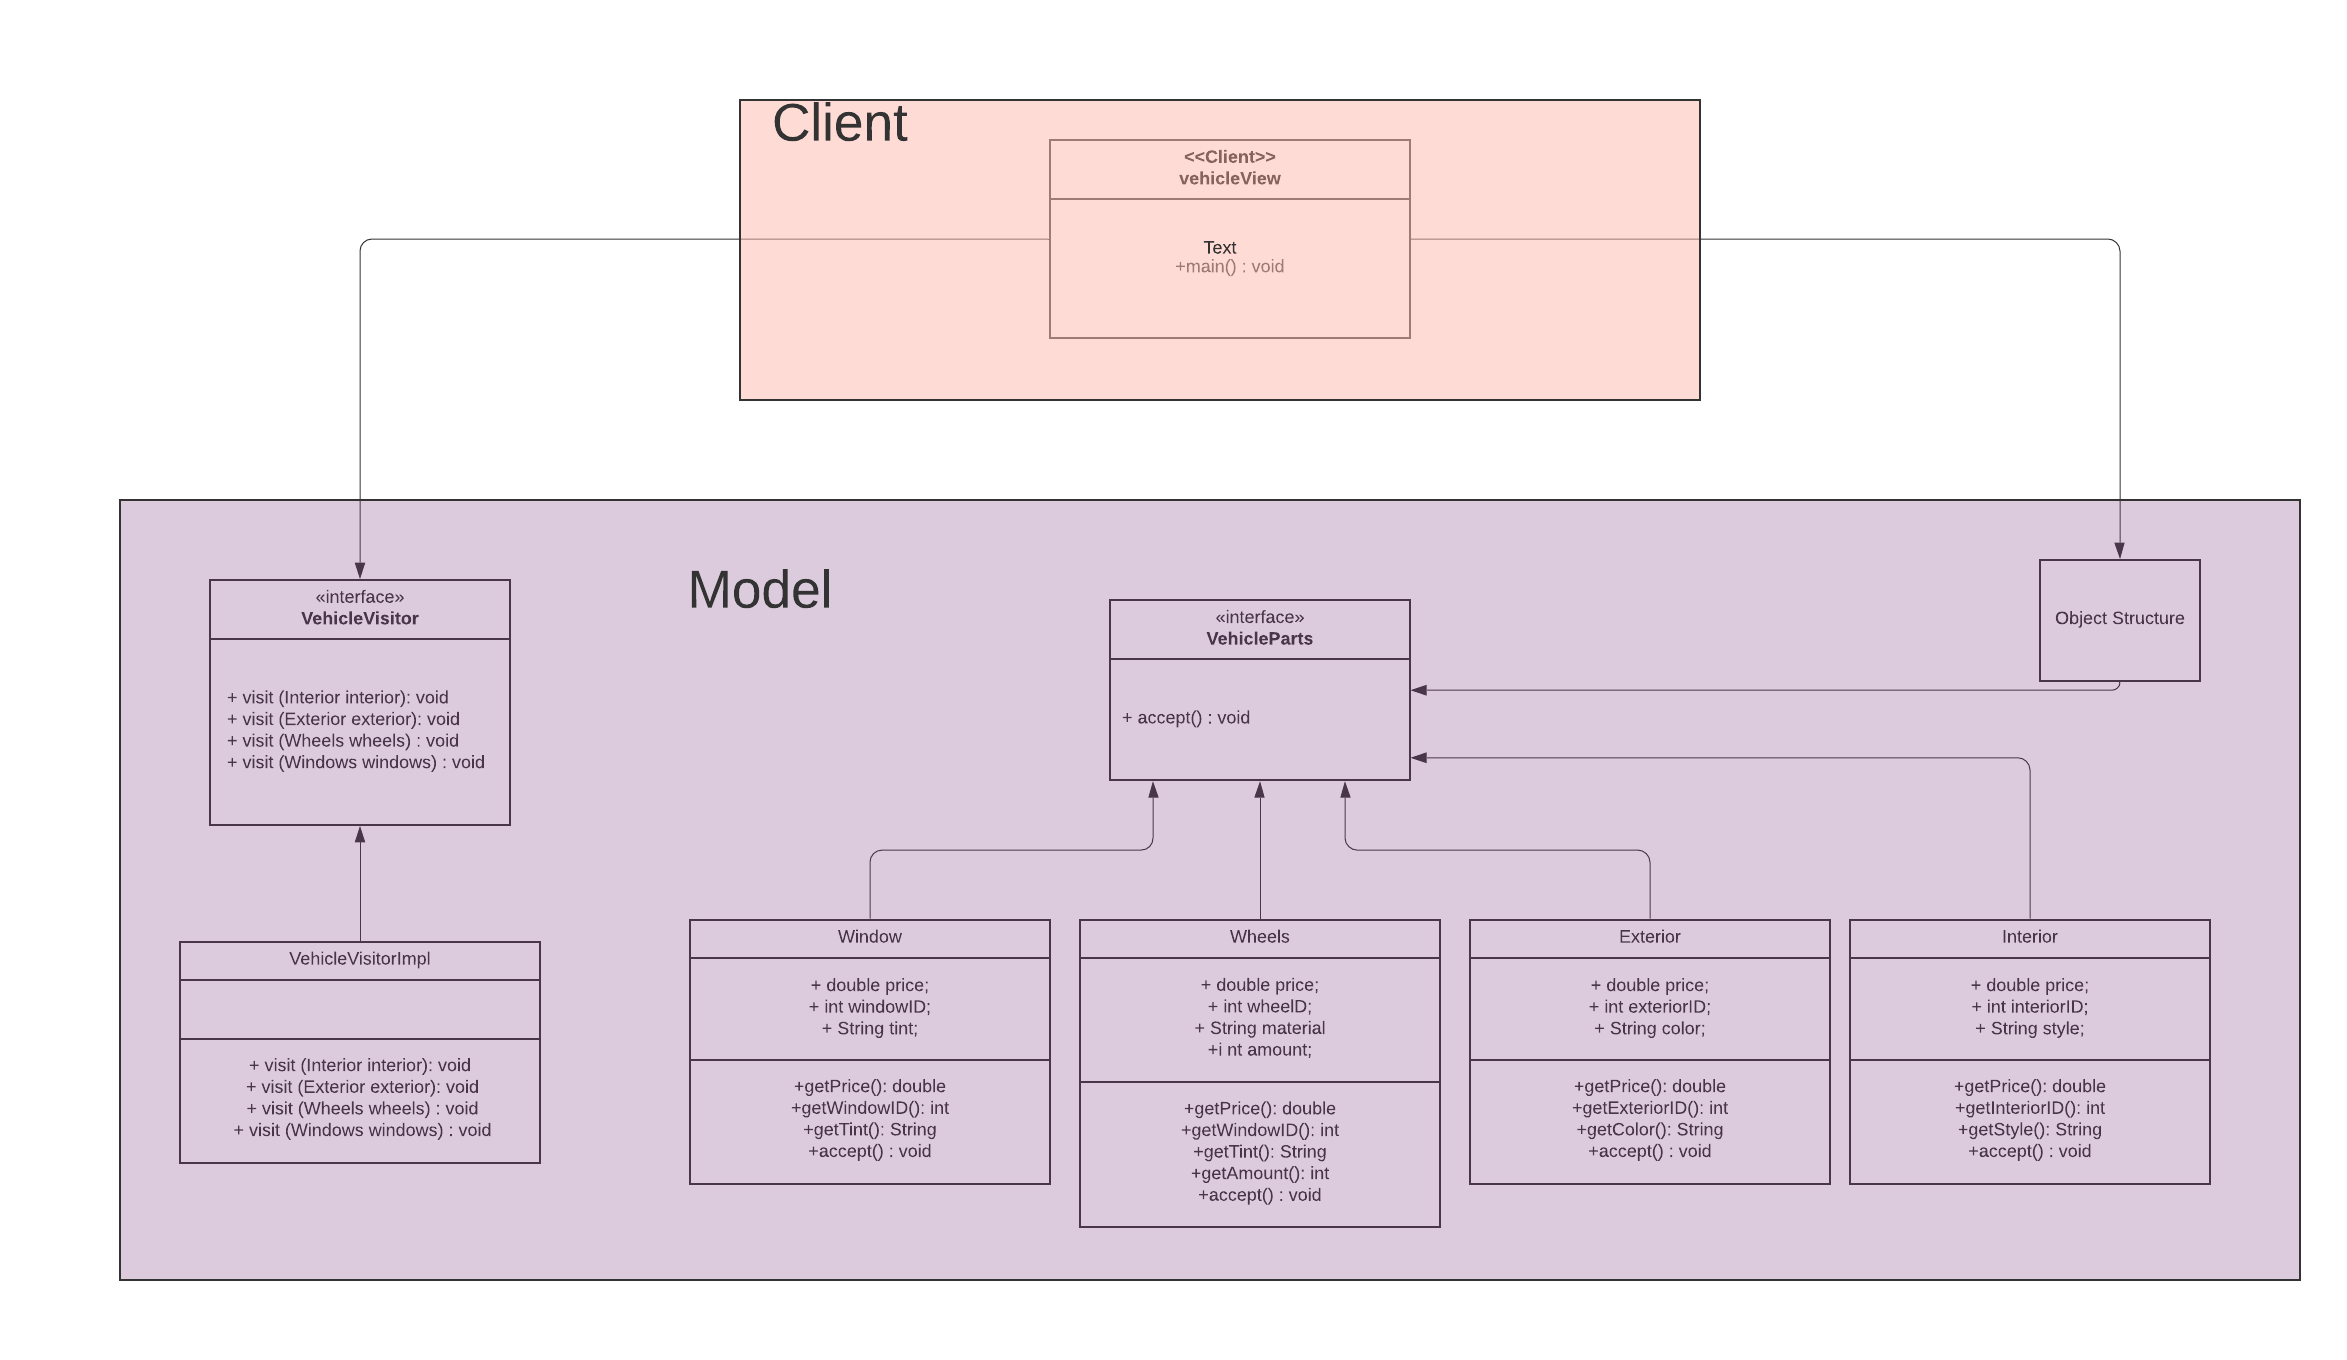 Client
<<Client>>
vehicleView
Text
+main() : void
Model
«interface»
VehicleVisitor
+ visit (Interior interior): void
+ visit (Exterior exterior): void
+ visit (Wheels wheels) : void
+ visit (Windows windows) : void
«interface»
VehicleParts
+ accept() : void
Object Structure
VehicleVisitorImpl
+ visit (Interior interior): void
+ visit (Exterior exterior): void
+ visit (Wheels wheels) : void
+ visit (Windows windows) : void
Window
+ double price;
+ int windowID;
+ String tint;
+getPrice(): double
+getWindowID(): int
+getTint(): String
+accept() : void
Wheels
+ double price;
+ int wheelD;
+ String material
+i nt amount;
+getPrice(): double
+getWindowID(): int
+getTint(): String
+getAmount(): int
+accept() : void
Exterior
+ double price;
+ int exteriorID;
+ String color;
+getPrice(): double
+getExteriorID(): int
+getColor(): String
+accept() : void
Interior
+ double price;
+ int interiorID;
+ String style;
+getPrice(): double
+getInteriorID(): int
+getStyle(): String
+accept() : void